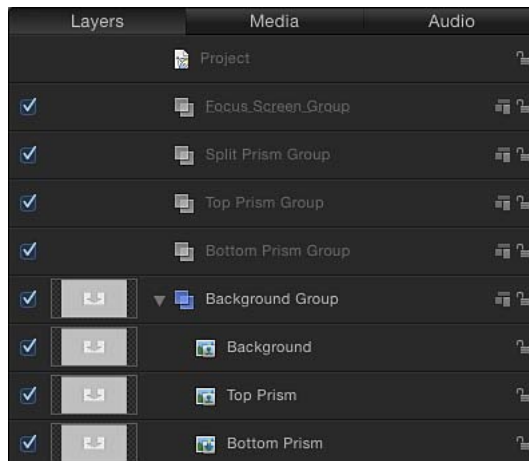 Layers Media Audio
Project
Focus Screen Group
Split Prism Group
Top Prism Group
Bottom Prism Group
Background Group
Background
Top Prism
Bottom Prism